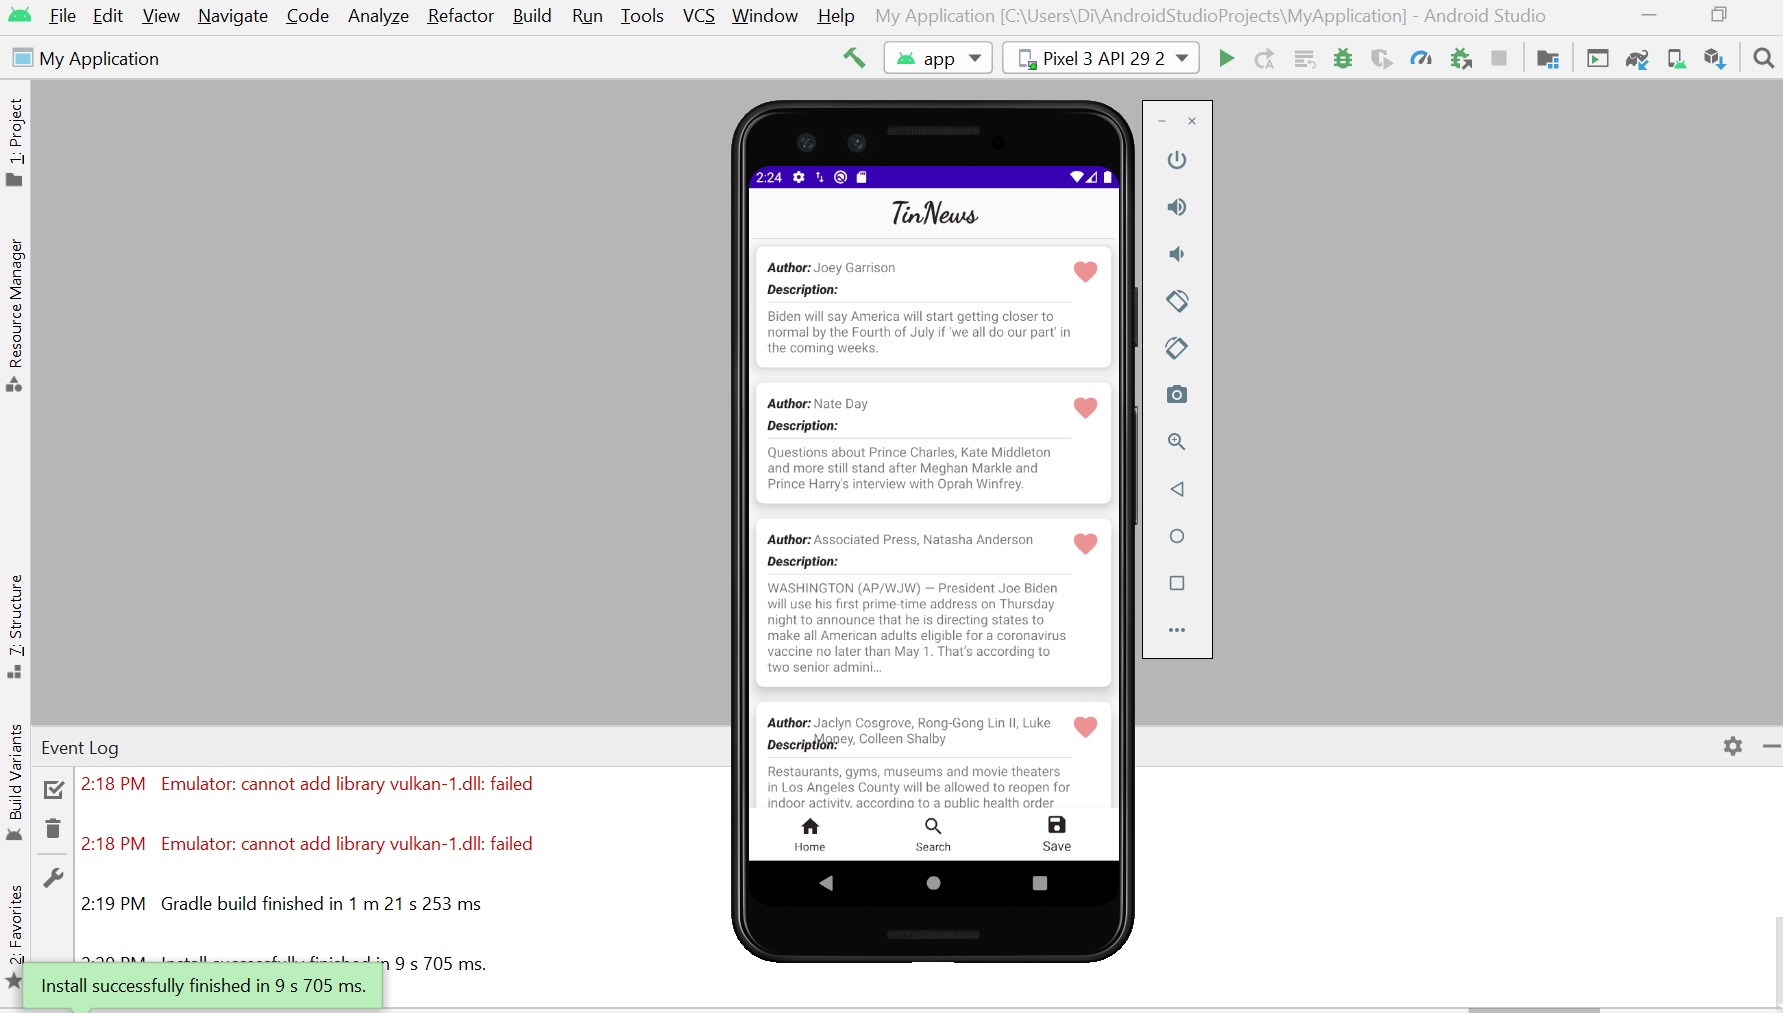 File Edit View Navigate Code Analyze Refactor Build Run Tools VCS Window Help My Application [C:\Users\Di\AndroidStudioProjects\MyApplication] - Android Studio
My Application
app
Pixel 3 API 29 2
1: Project
Resource Manager
7: Structure
Build Variants
2: Favorites
2:24
TinNews
Author: Joey Garrison
Description:
Biden will say America will start getting closer to
normal by the Fourth of July if 'we all do our part' in
the coming weeks.
Author: Nate Day
Description:
Questions about Prince Charles, Kate Middleton
and more still stand after Meghan Markle and
Prince Harry's interview with Oprah Winfrey.
Author: Associated Press, Natasha Anderson
Description:
WASHINGTON (AP/WJW) — President Joe Biden
will use his first prime-time address on Thursday
night to announce that he is directing states to
make all American adults eligible for a coronavirus
vaccine no later than May 1. That's according to
two senior admini...
Author: Jaclyn Cosgrove, Rong-Gong Lin II, Luke
Money, Colleen Shalby
Description:
Restaurants, gyms, museums and movie theaters
in Los Angeles County will be allowed to reopen for
indoor activity, according to a public health order
Home
Search
Save
Event Log
2:18 PM Emulator: cannot add library vulkan-1.dll: failed
2:18 PM Emulator: cannot add library vulkan-1.dll: failed
2:19 PM Gradle build finished in 1 m 21 s 253 ms
2:20 PM Install successfully finished in 9 s 705 ms.
Install successfully finished in 9 s 705 ms.